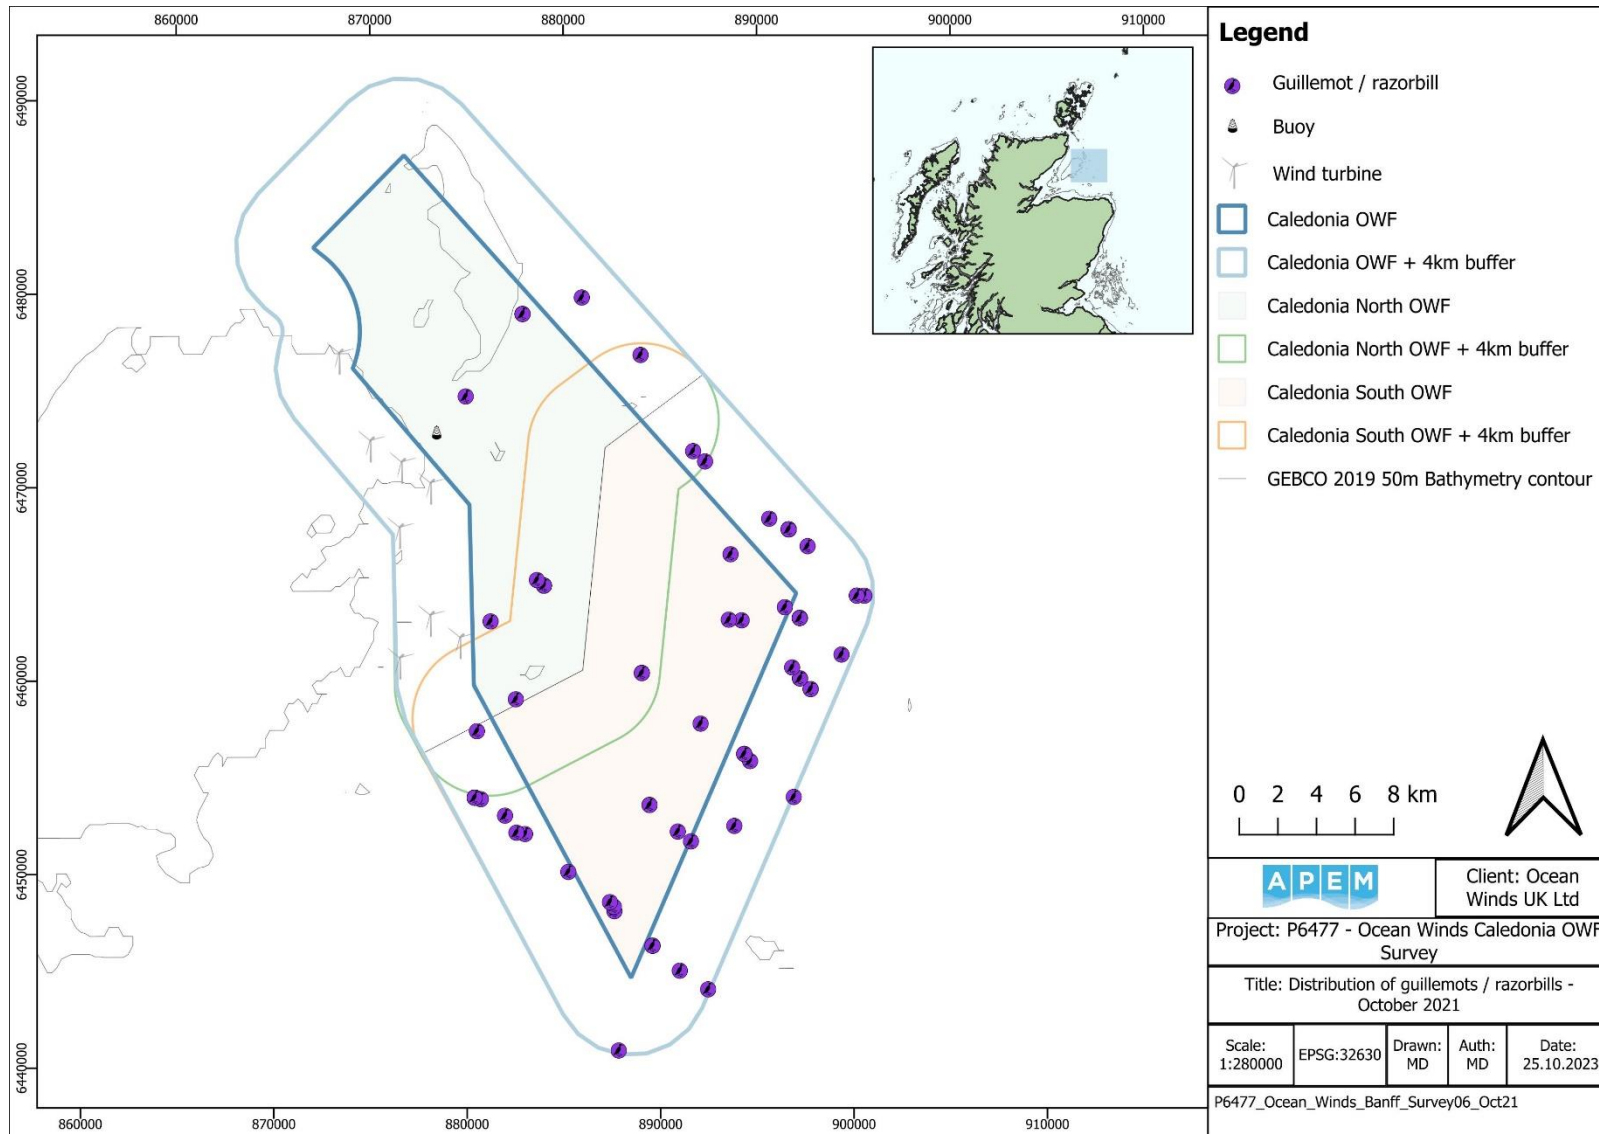 860000 870000 880000 890000 900000 910000
6490000
6480000
6470000
6460000
6450000
6440000
860000 870000 880000 890000 900000 910000
Legend
Guillemot / razorbill
Buoy
Wind turbine
Caledonia OWF
Caledonia OWF + 4km buffer
Caledonia North OWF
Caledonia North OWF + 4km buffer
Caledonia South OWF
Caledonia South OWF + 4km buffer
GEBCO 2019 50m Bathymetry contour
0 2 4 6 8 km
APEM
Client: Ocean
Winds UK Ltd
Project: P6477 - Ocean Winds Caledonia OWF
Survey
Title: Distribution of guillemots / razorbills -
October 2021
Scale:
1:280000
EPSG:32630
Drawn:
MD
Auth:
MD
Date:
25.10.2023
P6477_Ocean_Winds_Banff_Survey06_Oct21